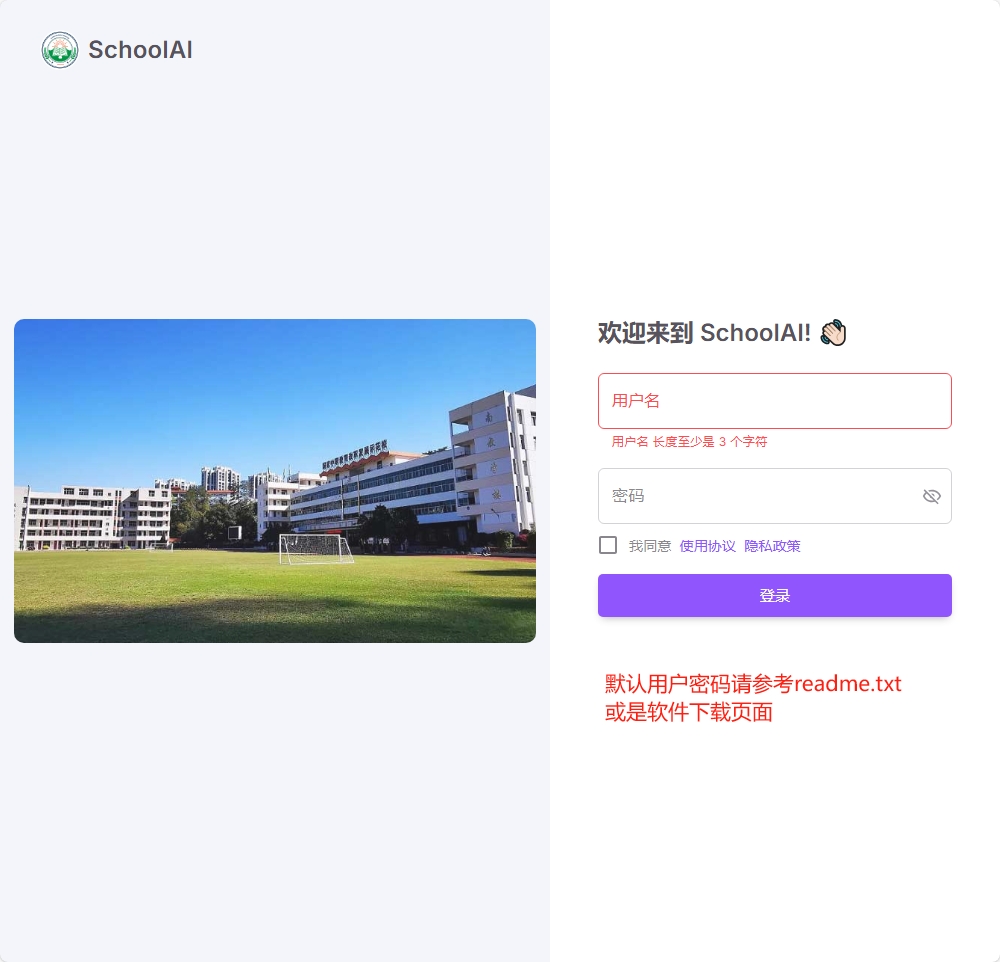 SchoolAI
欢迎来到 SchoolAI!
用户名
用户名 长度至少是 3 个字符
密码
我同意 使用协议 隐私政策
登录
默认用户密码请参考readme.txt
或是软件下载页面